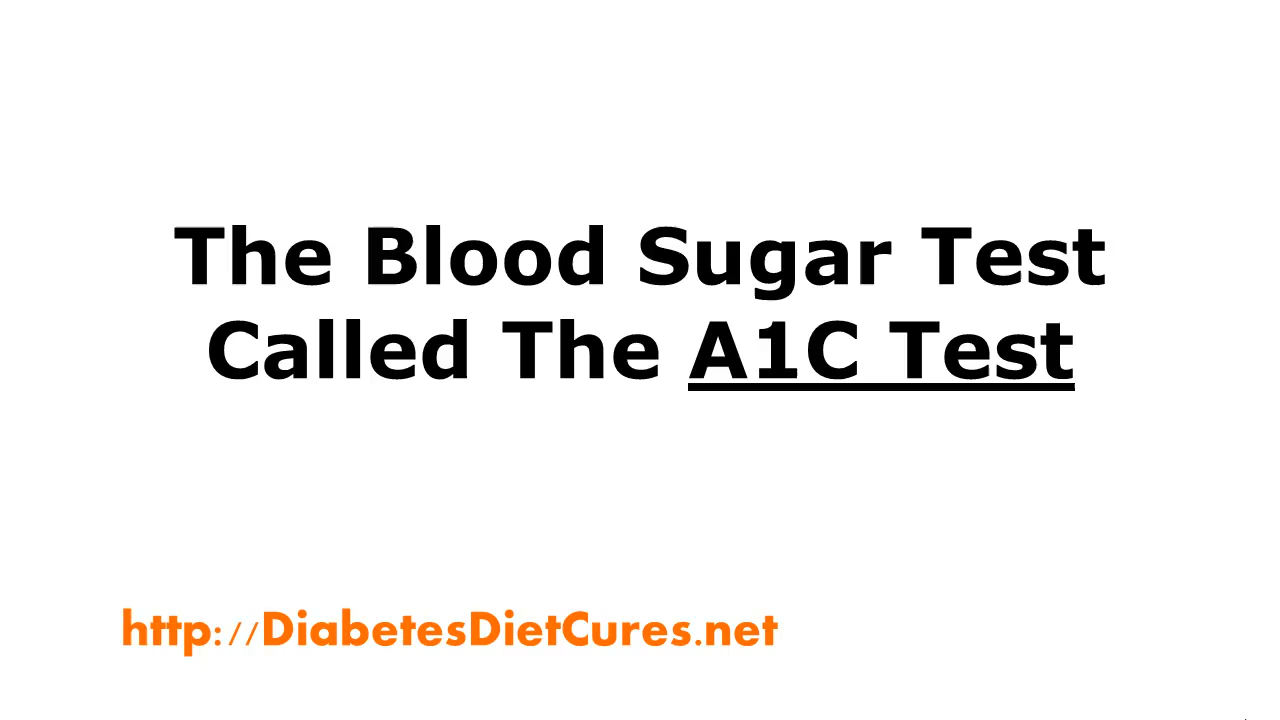 The Blood Sugar Test
Called The A1C Test
http://DiabetesDietCures.net